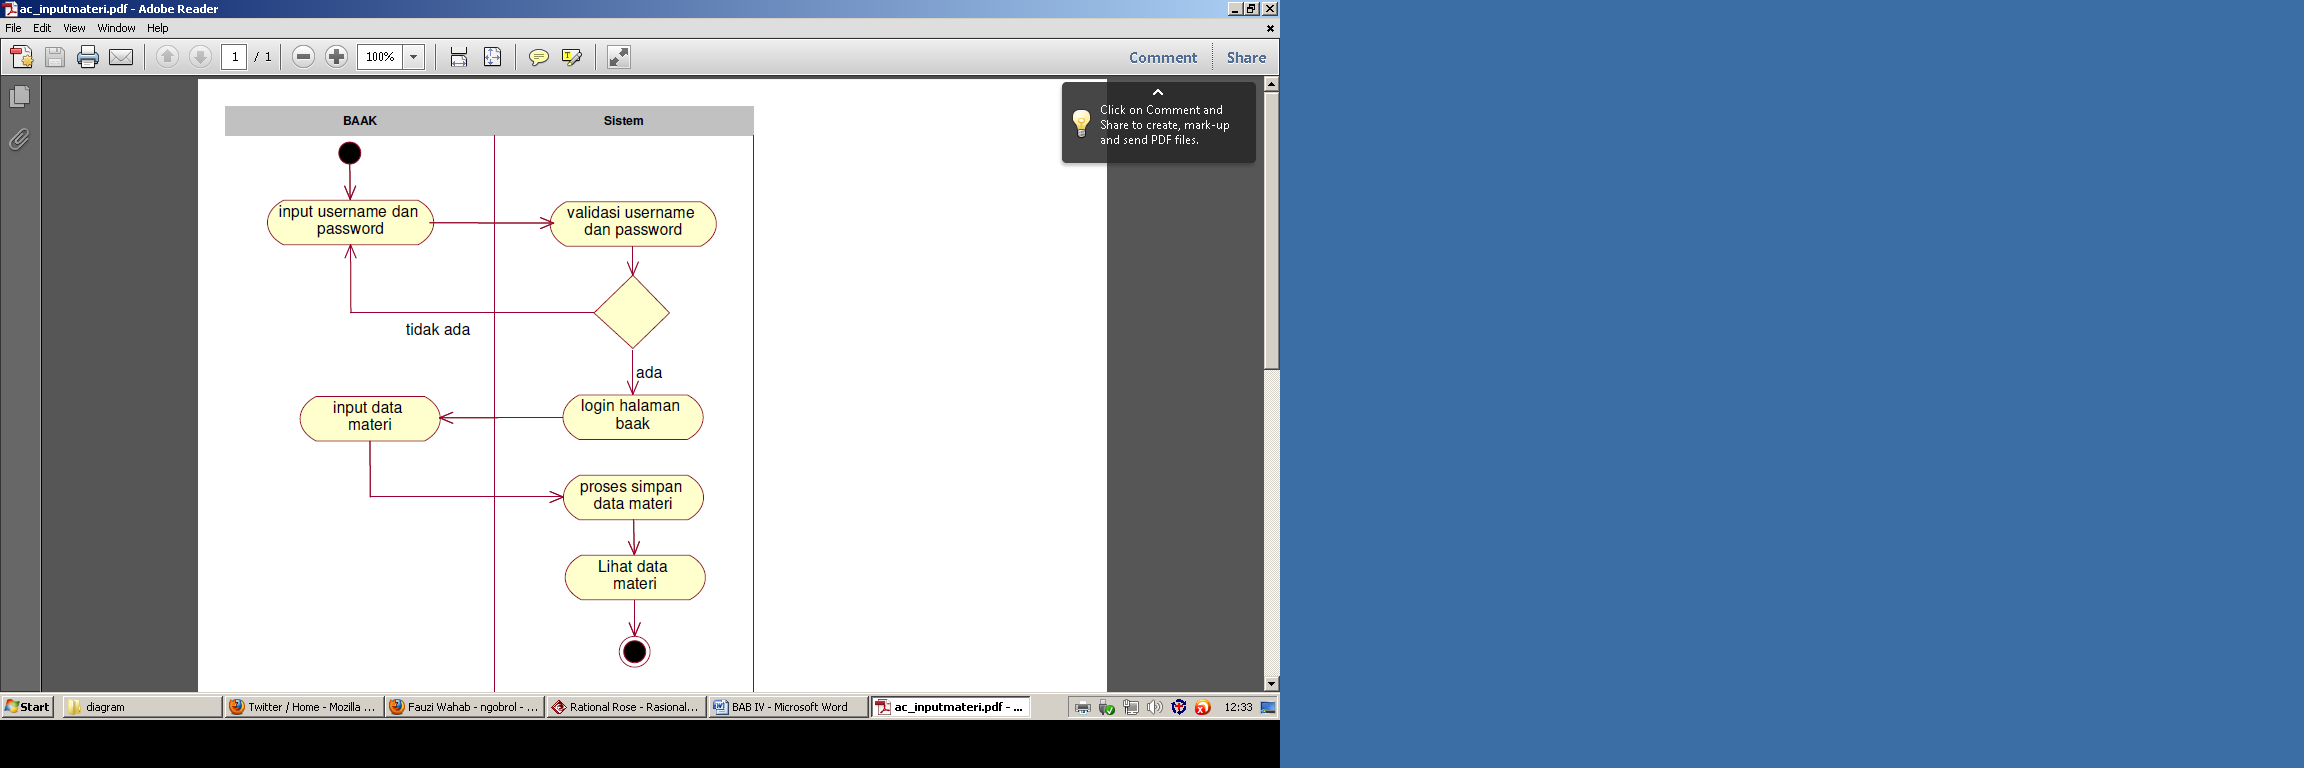 ac_inputmateri.pdf - Adobe Reader
File Edit View Window Help
1 / 1 100% Comment Share
Click on Comment and
Share to create, mark-up
and send PDF files.
BAAK Sistem
input username dan
password
validasi username
dan password
tidak ada
ada
input data
materi
login halaman
baak
proses simpan
data materi
Lihat data
materi
Start diagram Twitter / Home - Mozilla ... Fauzi Wahab - ngobrol - ... Rational Rose - Rasional... BAB IV - Microsoft Word ac_inputmateri.pdf - ... 12:33